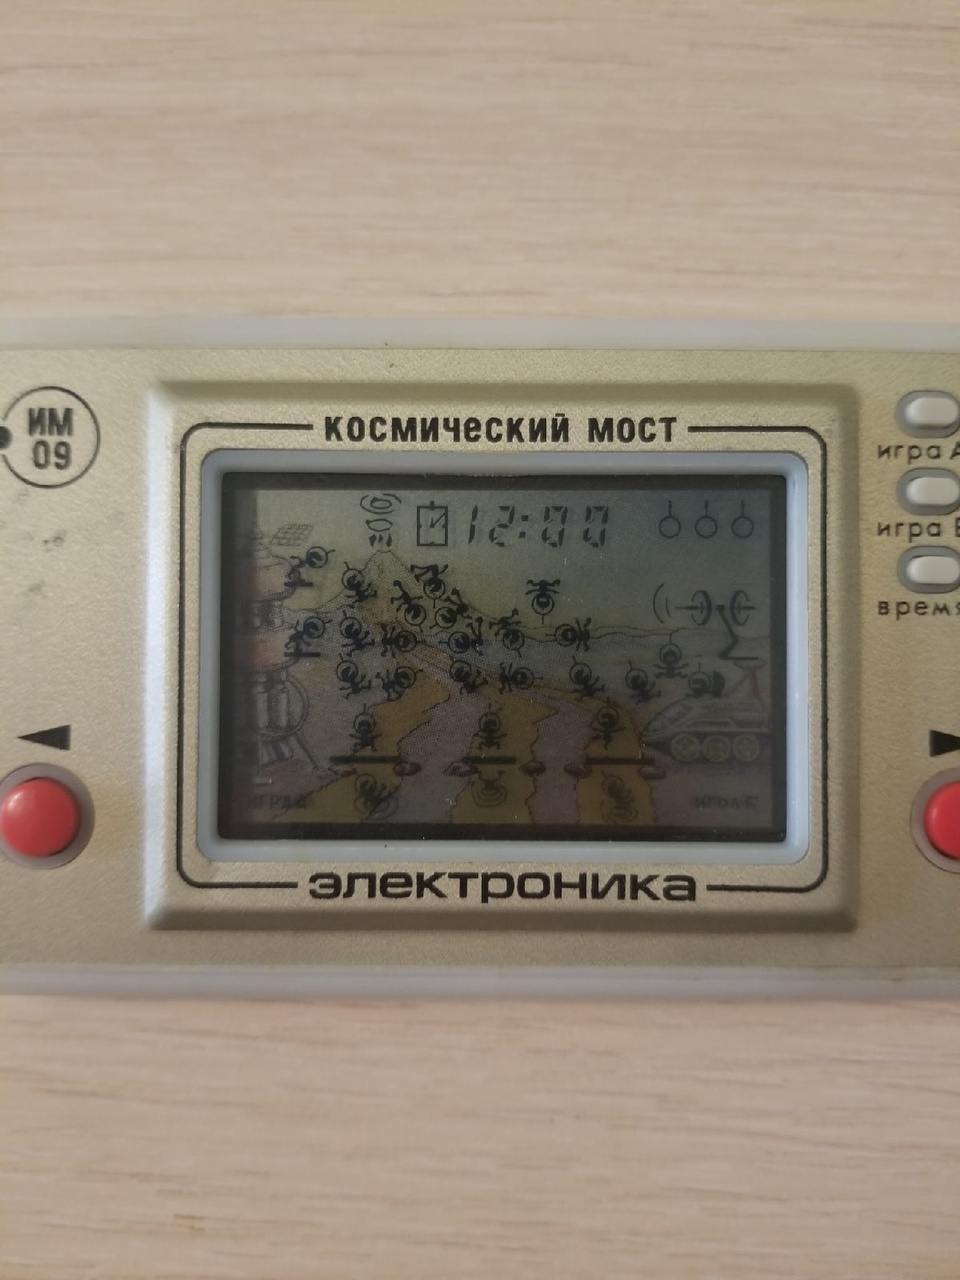 ИМ
09
космический мост
игра А
игра Б
время
12:00
ИГРА А
ИГРА Б
электроника